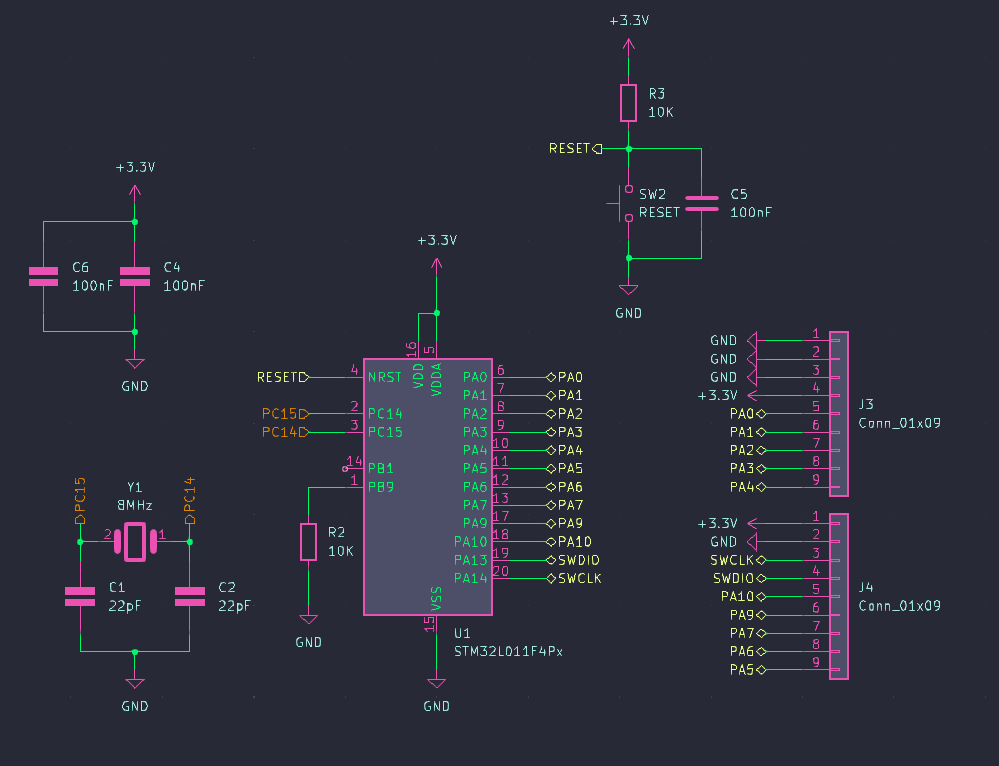 +3.3V
R3
10K
RESET
SW2
RESET
C5
100nF
GND
+3.3V
C6
100nF
C4
100nF
GND
+3.3V
16
5
VDD
VDDA
RESET
4
NRST
PC15
2
PC14
PC14
3
PC15
14
PB1
1
PB9
PA0
6
PA0
PA1
7
PA1
PA2
8
PA2
PA3
9
PA3
PA4
10
PA4
PA5
11
PA5
PA6
12
PA6
PA7
13
PA7
PA9
17
PA9
PA10
18
PA10
PA13
19
SWDIO
PA14
20
SWCLK
VSS
15
U1
STM32L011F4Px
GND
R2
10K
GND
PC15
Y1
8MHz
PC14
2
1
C1
22pF
C2
22pF
GND
GND
1
GND
2
GND
3
+3.3V
4
PA0
5
PA1
6
PA2
7
PA3
8
PA4
9
J3
Conn_01x09
+3.3V
1
GND
2
SWCLK
3
SWDIO
4
PA10
5
PA9
6
PA7
7
PA6
8
PA5
9
J4
Conn_01x09